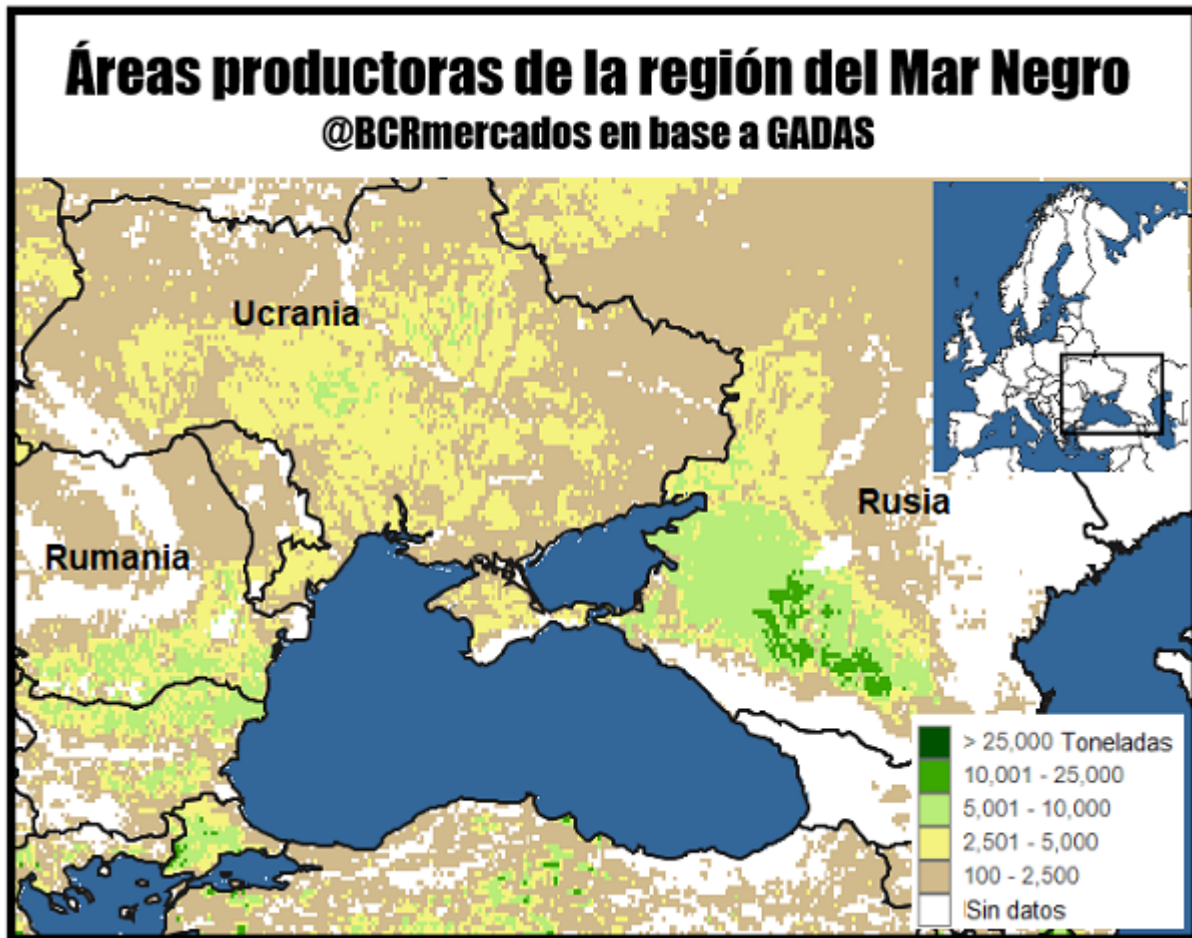 Áreas productoras de la región del Mar Negro
@BCRmercados en base a GADAS
Ucrania
Rusia
Rumania
> 25,000 Toneladas
10,001 - 25,000
5,001 - 10,000
2,501 - 5,000
100 - 2,500
Sin datos